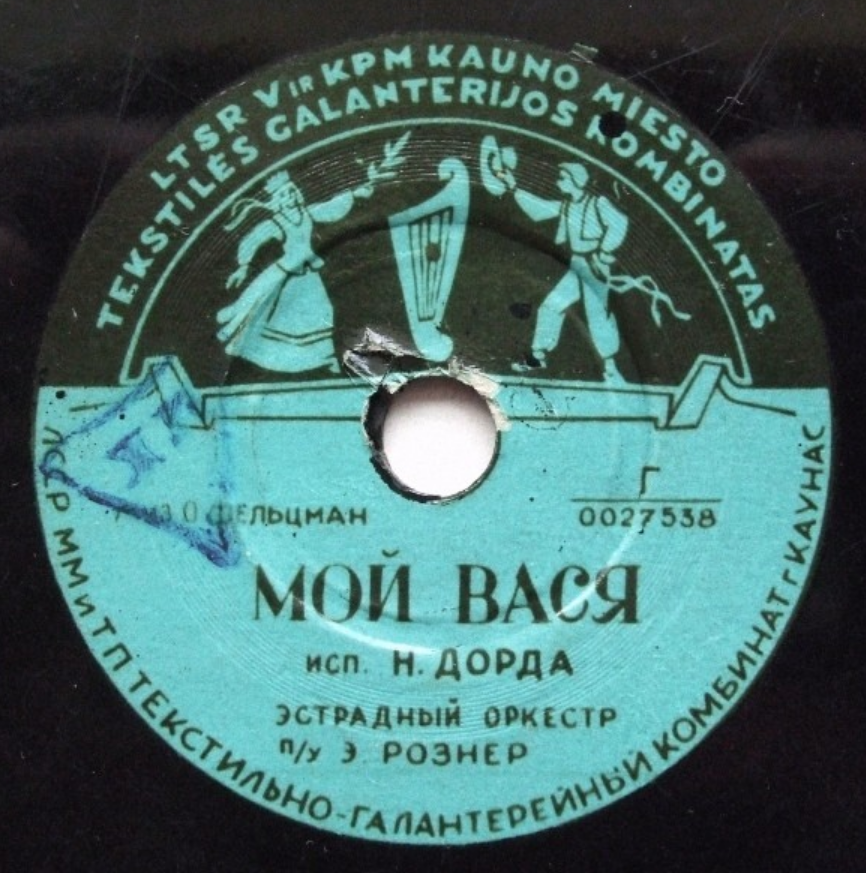 LTSR V IR KPM KAUNO MIESTO
TEKSTILĖS GALANTERIJOS KOMBINATAS
ПК
О ФЕЛЬЦМАН
Г
0027538
МОЙ ВАСЯ
исп. Н. ДОРДА
ЭСТРАДНЫЙ ОРКЕСТР
п/у Э. РОЗНЕР
ЛССР ММиТП ТЕКСТИЛЬНО-ГАЛАНТЕРЕЙНЫЙ КОМБИНАТ г КАУНАС